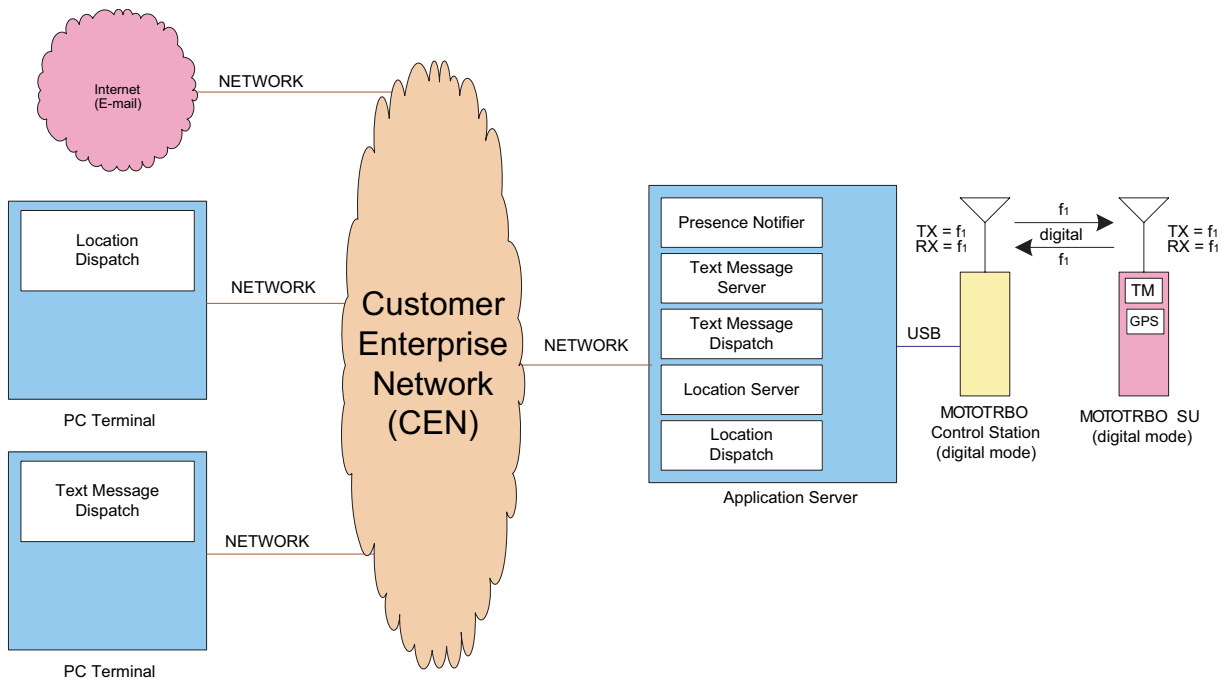 Internet
(E-mail)
NETWORK
Location
Dispatch
NETWORK
PC Terminal
Text Message
Dispatch
NETWORK
PC Terminal
Customer
Enterprise
Network
(CEN)
NETWORK
Presence Notifier
Text Message
Server
Text Message
Dispatch
Location Server
Location
Dispatch
Application Server
USB
TX = f1
RX = f1
f1
digital
f1
TX = f1
RX = f1
TM
GPS
MOTOTRBO
Control Station
(digital mode)
MOTOTRBO SU
(digital mode)